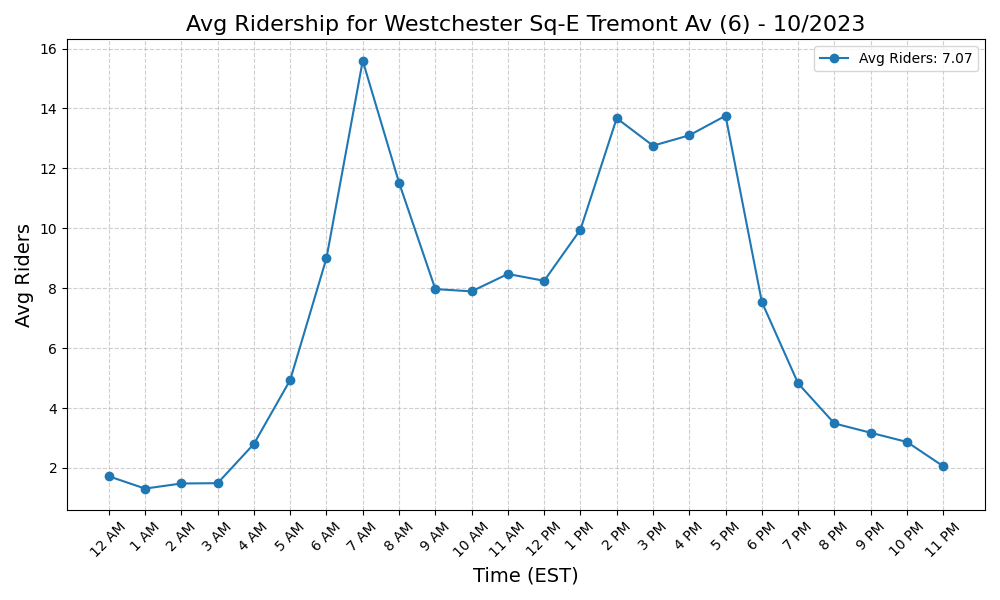 Avg Ridership for Westchester Sq-E Tremont Av (6) - 10/2023
Avg Riders: 7.07
16
14
12
10
8
6
4
2
Avg Riders
12 AM
1 AM
2 AM
3 AM
4 AM
5 AM
6 AM
7 AM
8 AM
9 AM
10 AM
11 AM
12 PM
1 PM
2 PM
3 PM
4 PM
5 PM
6 PM
7 PM
8 PM
9 PM
10 PM
11 PM
Time (EST)